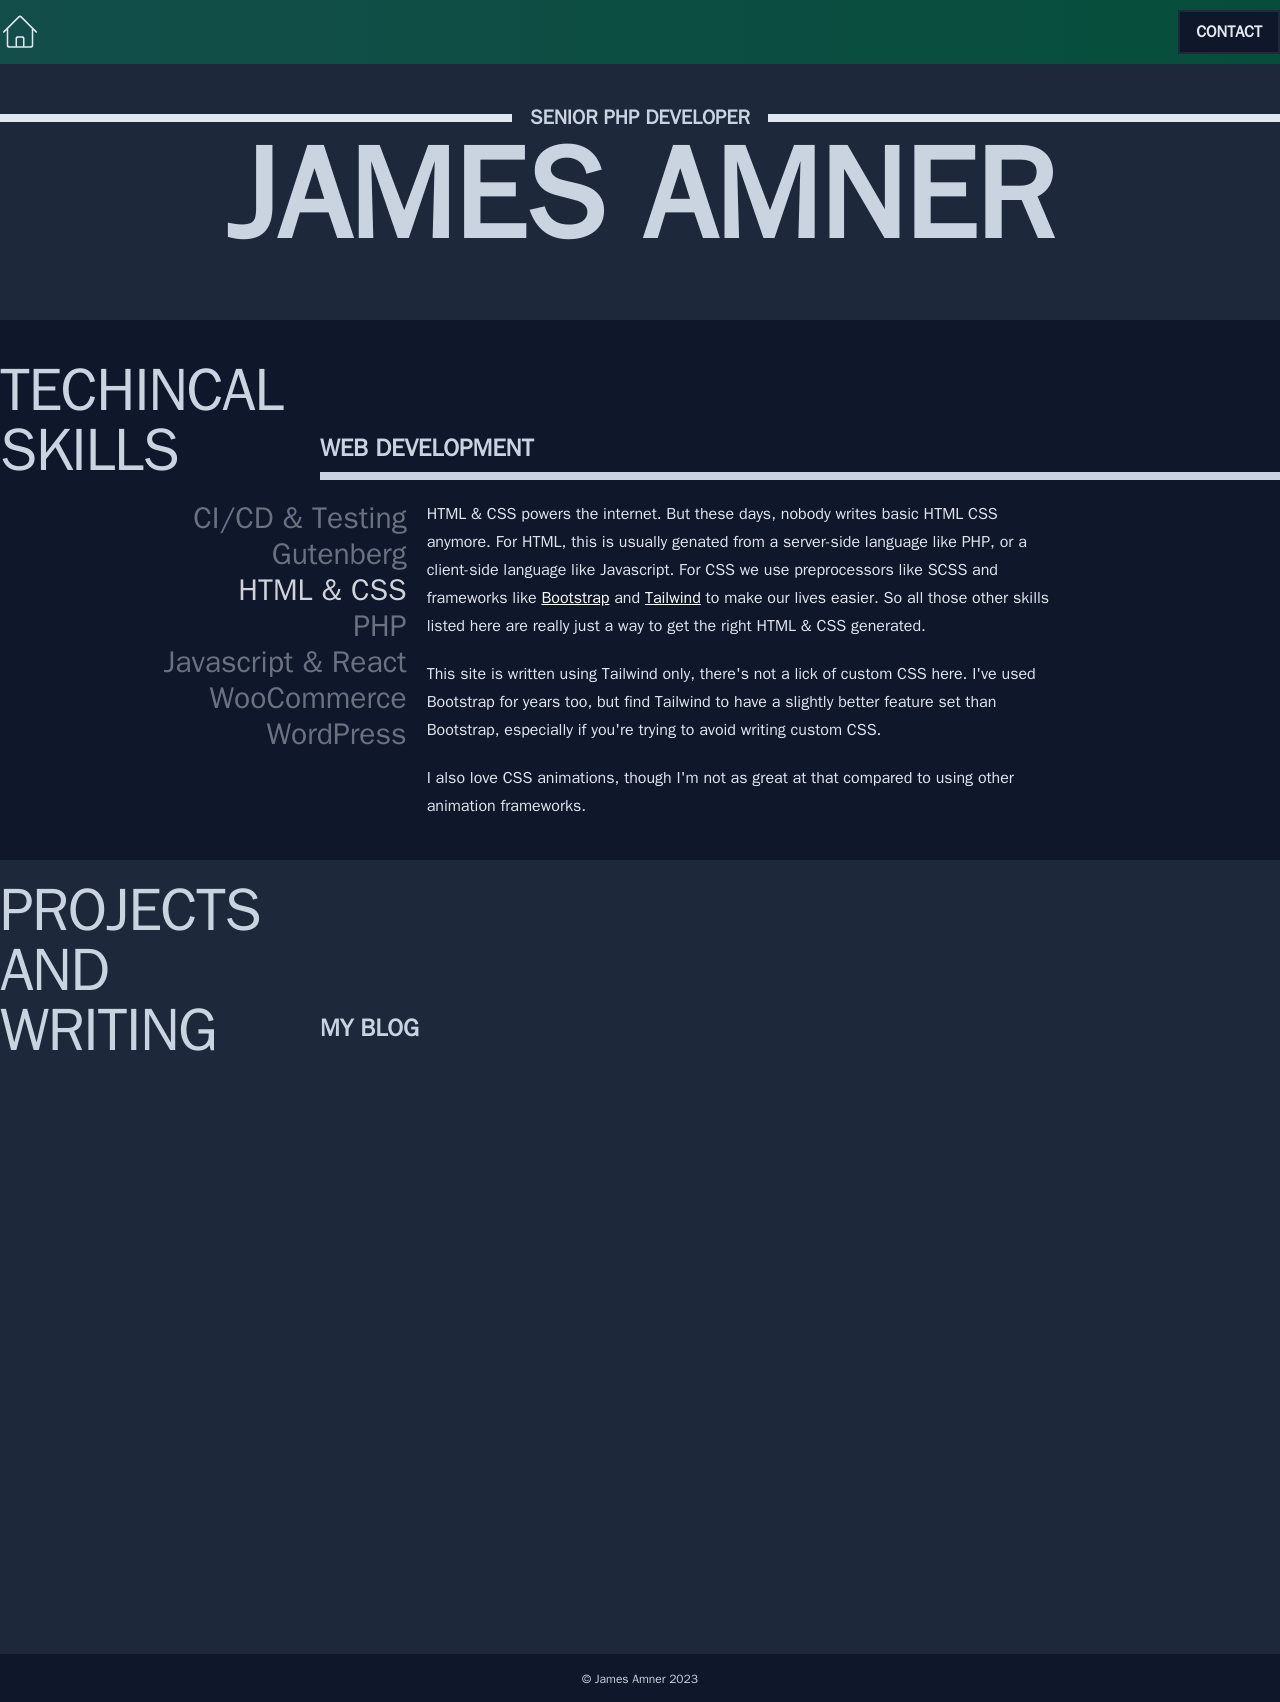 CONTACT
SENIOR PHP DEVELOPER
JAMES AMNER
TECHINCAL
SKILLS
WEB DEVELOPMENT
CI/CD & Testing
Gutenberg
HTML & CSS
PHP
Javascript & React
WooCommerce
WordPress
HTML & CSS powers the internet. But these days, nobody writes basic HTML CSS
anymore. For HTML, this is usually genated from a server-side language like PHP, or a
client-side language like Javascript. For CSS we use preprocessors like SCSS and
frameworks like Bootstrap and Tailwind to make our lives easier. So all those other skills
listed here are really just a way to get the right HTML & CSS generated.
This site is written using Tailwind only, there's not a lick of custom CSS here. I've used
Bootstrap for years too, but find Tailwind to have a slightly better feature set than
Bootstrap, especially if you're trying to avoid writing custom CSS.
I also love CSS animations, though I'm not as great at that compared to using other
animation frameworks.
PROJECTS
AND
WRITING
MY BLOG
© James Amner 2023